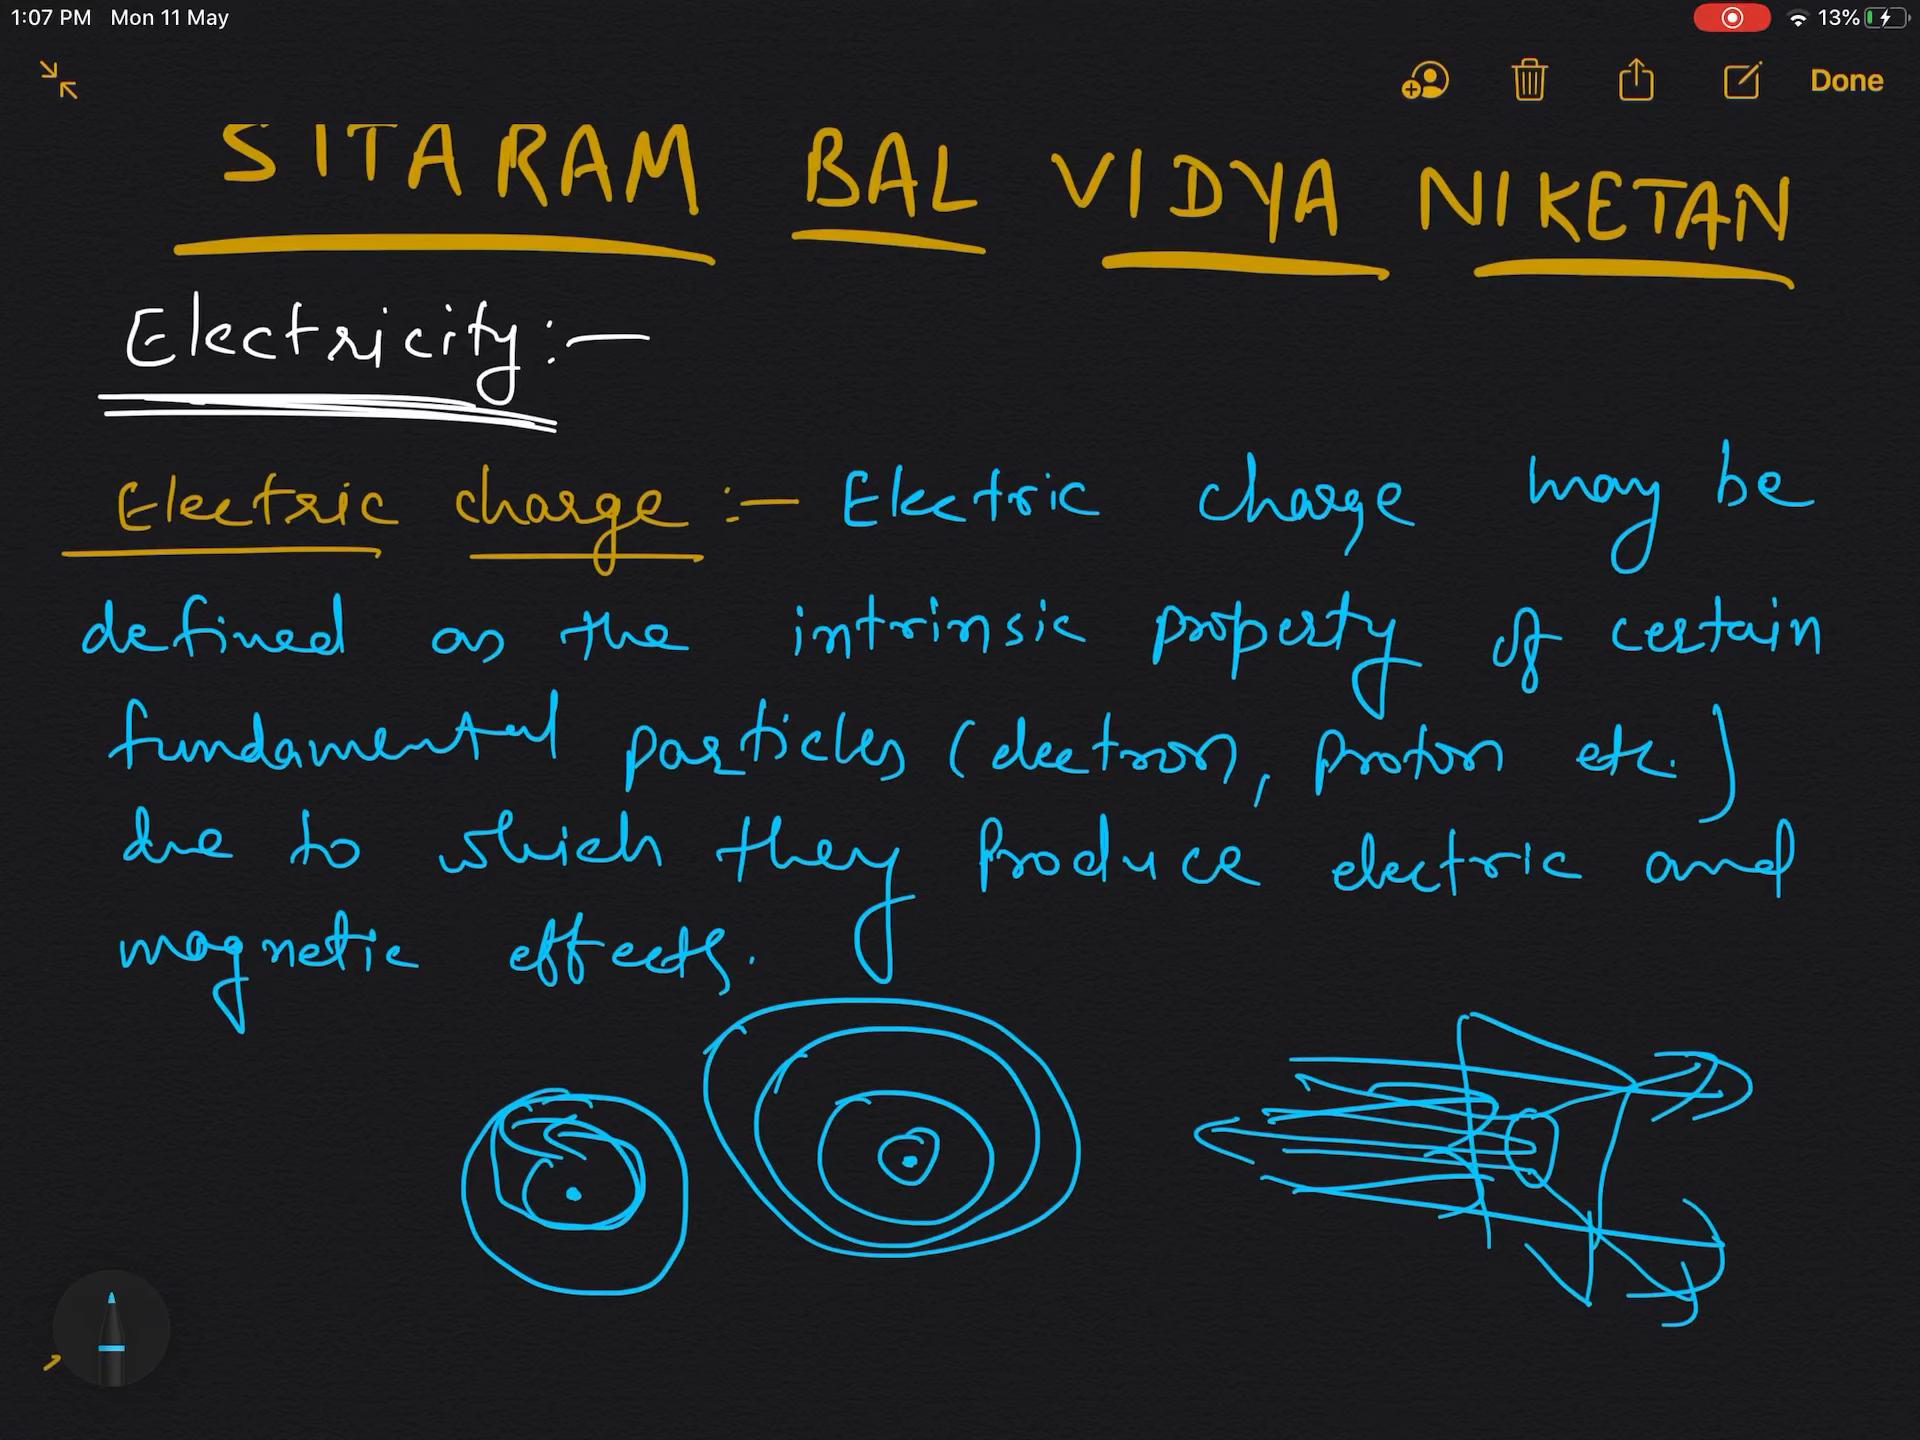 1:07 PM Mon 11 May 13%
Done
SITARAM BAL VIDYA NIKETAN
Electricity:-
Electric charge :- Electric charge may be
defined as the intrinsic property of certain
fundamental particles (electron, proton etc.)
due to which they produce electric and
magnetic effects.